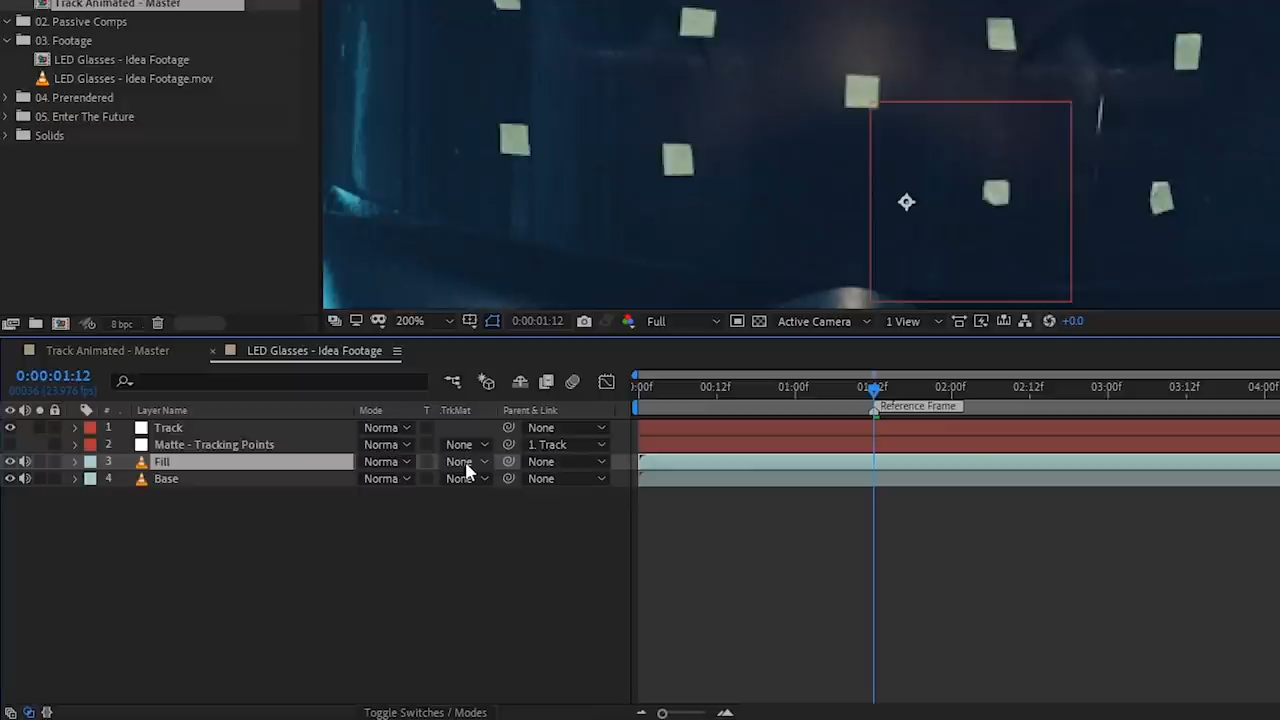 Track Animated - Master
02. Passive Comps
03. Footage
LED Glasses - Idea Footage
LED Glasses - Idea Footage.mov
04. Prerendered
05. Enter The Future
Solids
8 bpc
200%
0:00:01:12
Full
Active Camera
1 View
+0.0
Track Animated - Master
× LED Glasses - Idea Footage
0:00:01:12
00036 (23.976 fps)
:00f 00:12f 01:00f 01:12f 02:00f 02:12f 03:00f 03:12f 04:00f
Reference Frame
# . Layer Name Mode T .TrkMat Parent & Link
1 Track Norma None
2 Matte - Tracking Points Norma None 1. Track
3 Fill Norma None None
4 Base Norma None None
Toggle Switches / Modes